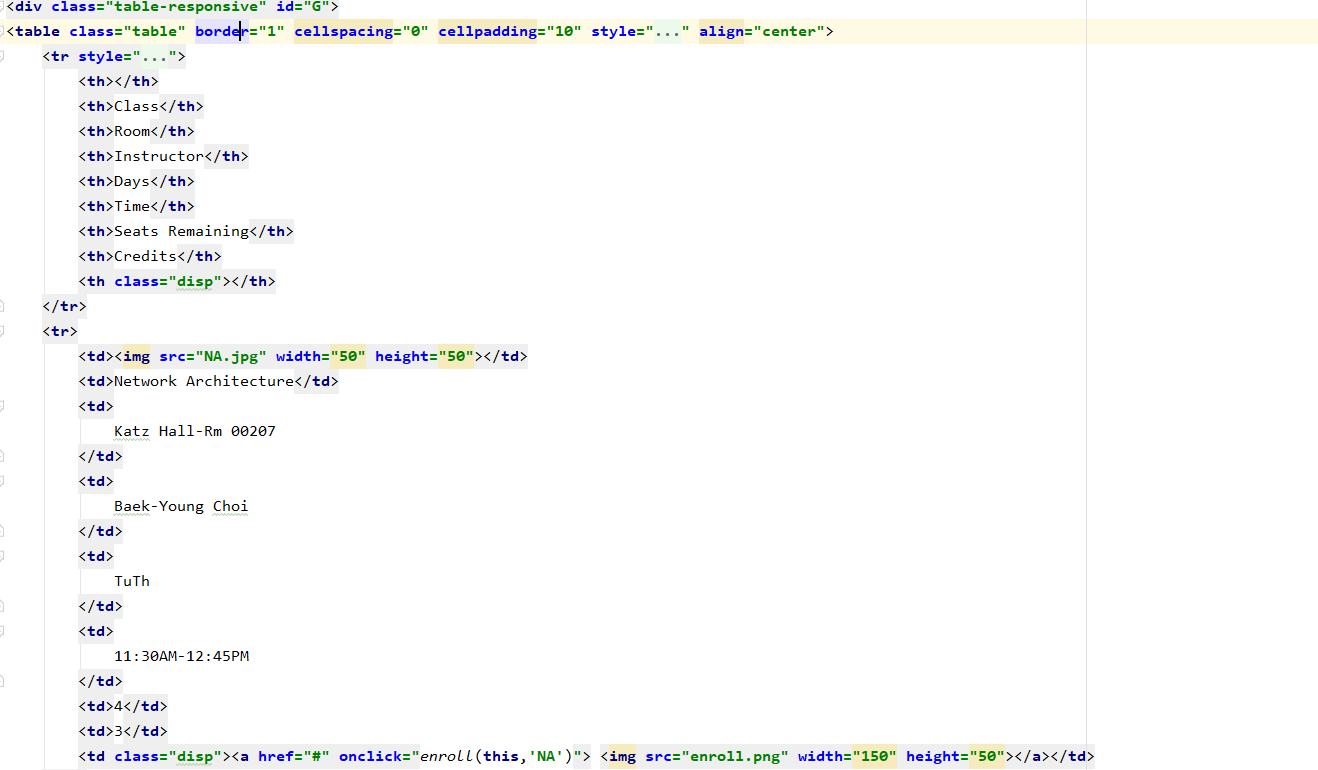 <div class="table-responsive" id="G">
<table class="table" border="1" cellspacing="0" cellpadding="10" style="..." align="center">
<tr style="...">
<th></th>
<th>Class</th>
<th>Room</th>
<th>Instructor</th>
<th>Days</th>
<th>Time</th>
<th>Seats Remaining</th>
<th>Credits</th>
<th class="disp"></th>
</tr>
<tr>
<td><img src="NA.jpg" width="50" height="50"></td>
<td>Network Architecture</td>
<td>
Katz Hall-Rm 00207
</td>
<td>
Baek-Young Choi
</td>
<td>
TuTh
</td>
<td>
11:30AM-12:45PM
</td>
<td>4</td>
<td>3</td>
<td class="disp"><a href="#" onclick="enroll(this,'NA')"> <img src="enroll.png" width="150" height="50"></a></td>